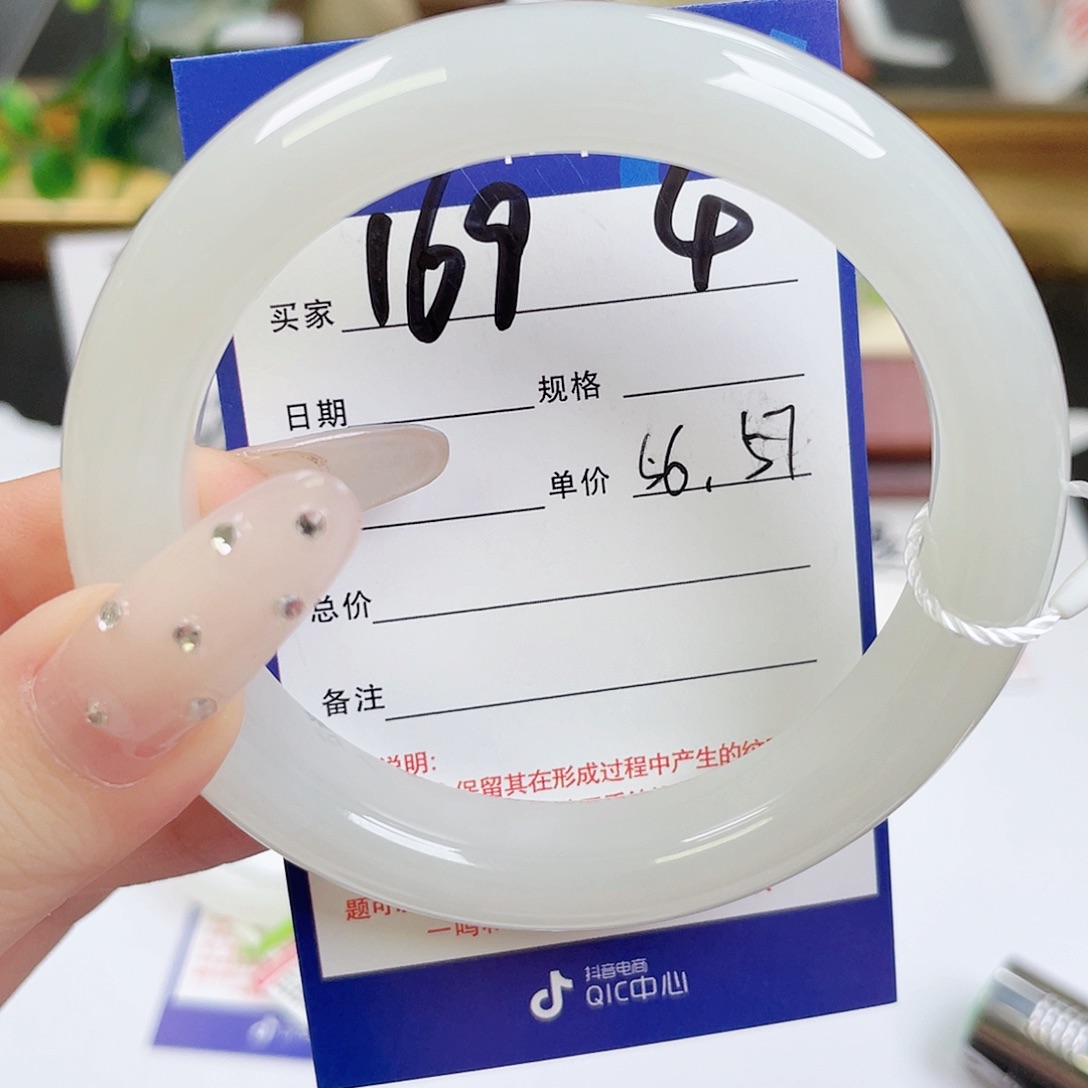 169 4
买家
日期 规格
单价 56.57
总价
备注
说明:
保留其在形成过程中产生的纹
题
抖音电商
QIC中心